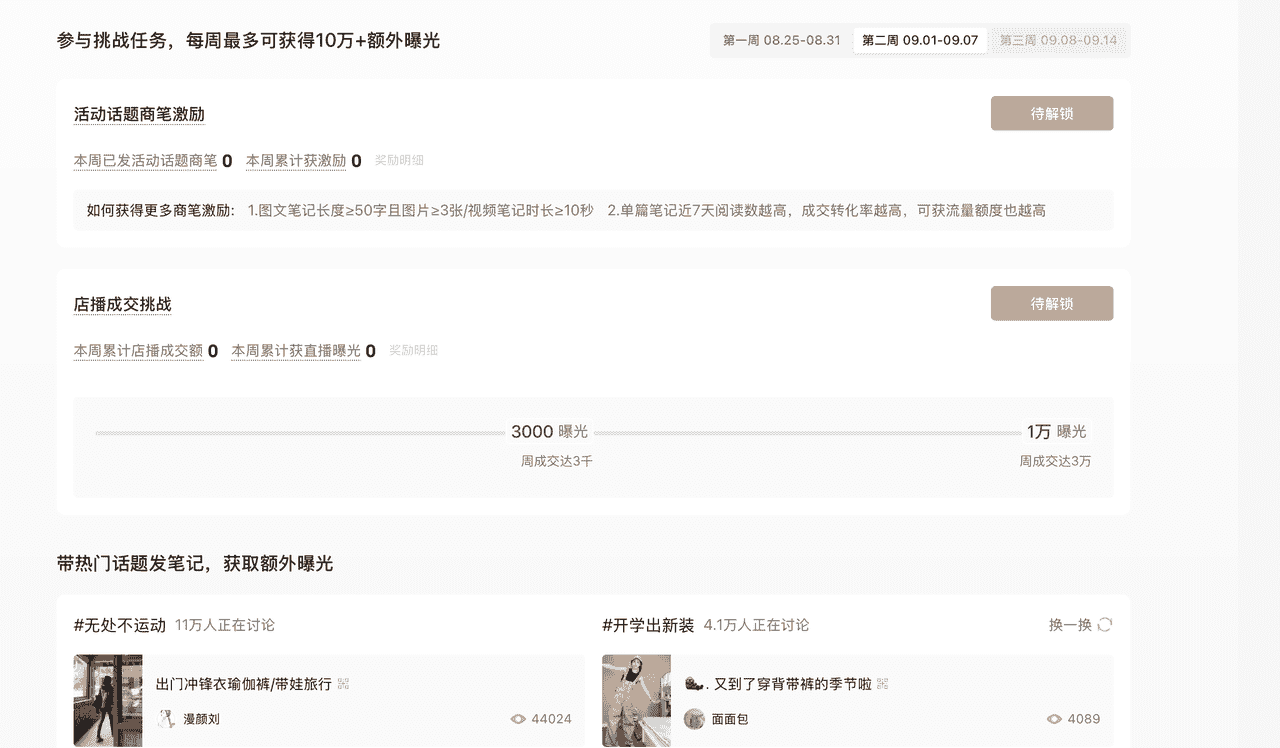 参与挑战任务，每周最多可获得10万+额外曝光
第一周 08.25-08.31 第二周 09.01-09.07 第三周 09.08-09.14
活动话题商笔激励
待解锁
本周已发活动话题商笔 0 本周累计获激励 0 奖励明细
如何获得更多商笔激励: 1.图文笔记长度≥50字且图片≥3张/视频笔记时长≥10秒 2.单篇笔记近7天阅读数越高，成交转化率越高，可获流量额度也越高
店播成交挑战
待解锁
本周累计店播成交额 0 本周累计获直播曝光 0 奖励明细
3000 曝光 1万 曝光
周成交达3千 周成交达3万
带热门话题发笔记，获取额外曝光
#无处不运动 11万人正在讨论
#开学出新装 4.1万人正在讨论 换一换
出门冲锋衣瑜伽裤/带娃旅行
漫颜刘 44024
. 又到了穿背带裤的季节啦
面面包 4089